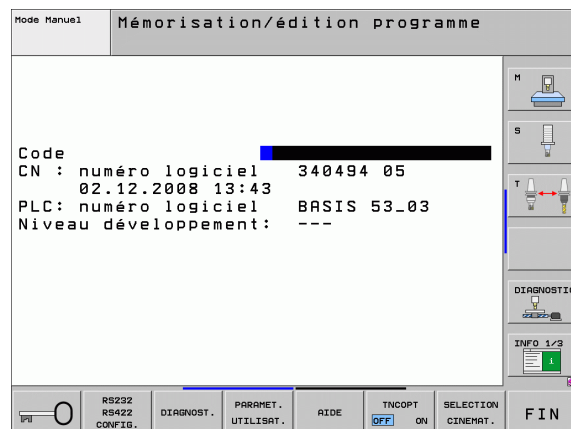 Mode Manuel
Mémorisation/édition programme
Code
CN : numéro logiciel 340494 05
02.12.2008 13:43
PLC: numéro logiciel BASIS 53_03
Niveau développement: ---
M
S
T
DIAGNOSTI
INFO 1/3
i
RS232
RS422
CONFIG.
DIAGNOST.
PARAMET.
UTILISAT.
AIDE
TNCOPT
OFF ON
SELECTION
CINEMAT.
FIN